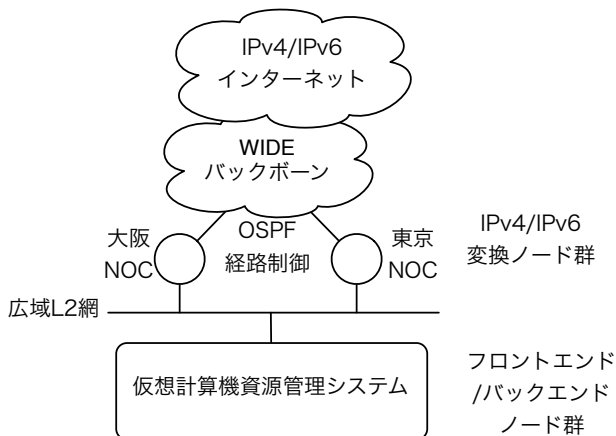 IPv4/IPv6
インターネット
WIDE
バックボーン
大阪
NOC
OSPF
経路制御
東京
NOC
IPv4/IPv6
変換ノード群
広域L2網
仮想計算機資源管理システム
フロントエンド
/バックエンド
ノード群